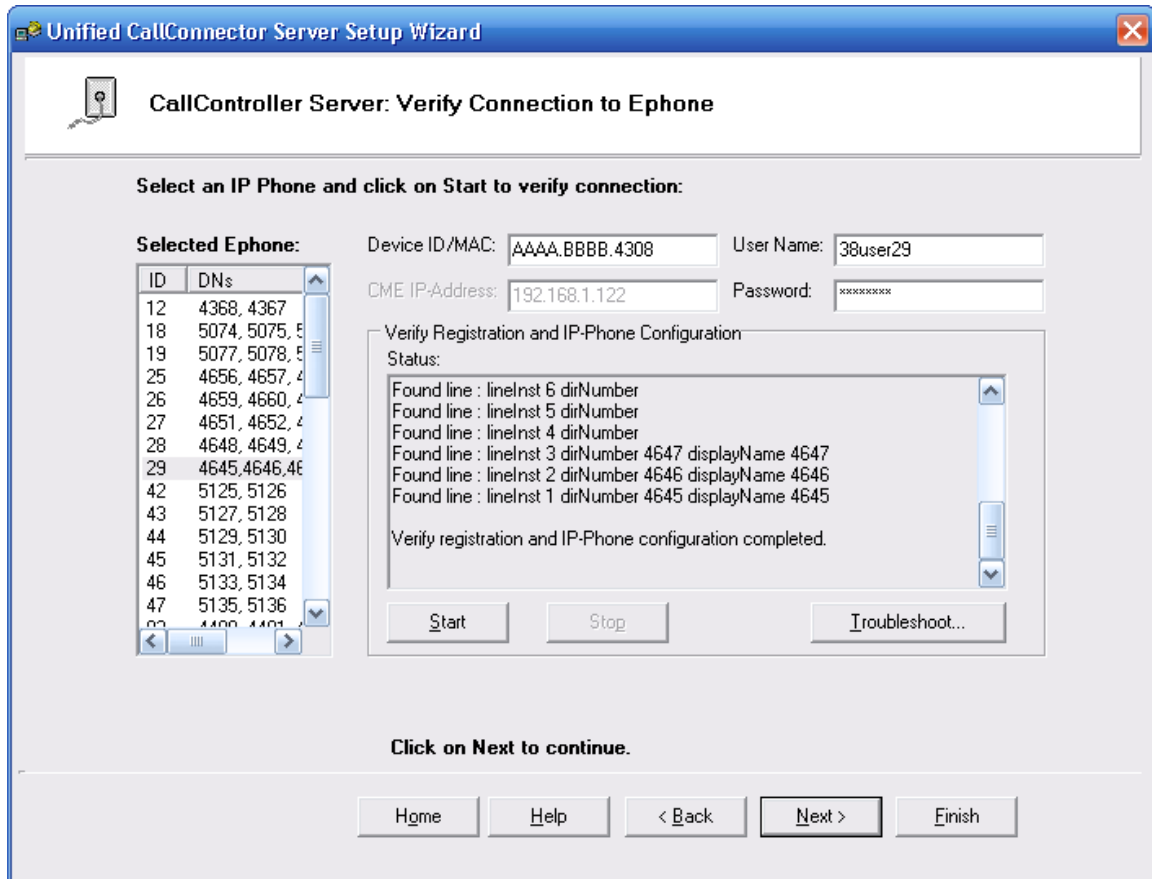 Unified CallConnector Server Setup Wizard
CallController Server: Verify Connection to Ephone
Select an IP Phone and click on Start to verify connection:
Selected Ephone:
ID DNs
12 4368, 4367
18 5074, 5075, 5
19 5077, 5078, 5
25 4656, 4657, 4
26 4659, 4660, 4
27 4651, 4652, 4
28 4648, 4649, 4
29 4645,4646,46
42 5125, 5126
43 5127, 5128
44 5129, 5130
45 5131, 5132
46 5133, 5134
47 5135, 5136
Device ID/MAC: AAAA.BBBB.4308
User Name: 38user29
CME IP-Address: 192.168.1.122
Password: ********
Verify Registration and IP-Phone Configuration
Status:
Found line : lineInst 6 dirNumber
Found line : lineInst 5 dirNumber
Found line : lineInst 4 dirNumber
Found line : lineInst 3 dirNumber 4647 displayName 4647
Found line : lineInst 2 dirNumber 4646 displayName 4646
Found line : lineInst 1 dirNumber 4645 displayName 4645
Verify registration and IP-Phone configuration completed.
Start Stop Troubleshoot...
Click on Next to continue.
Home Help < Back Next > Finish